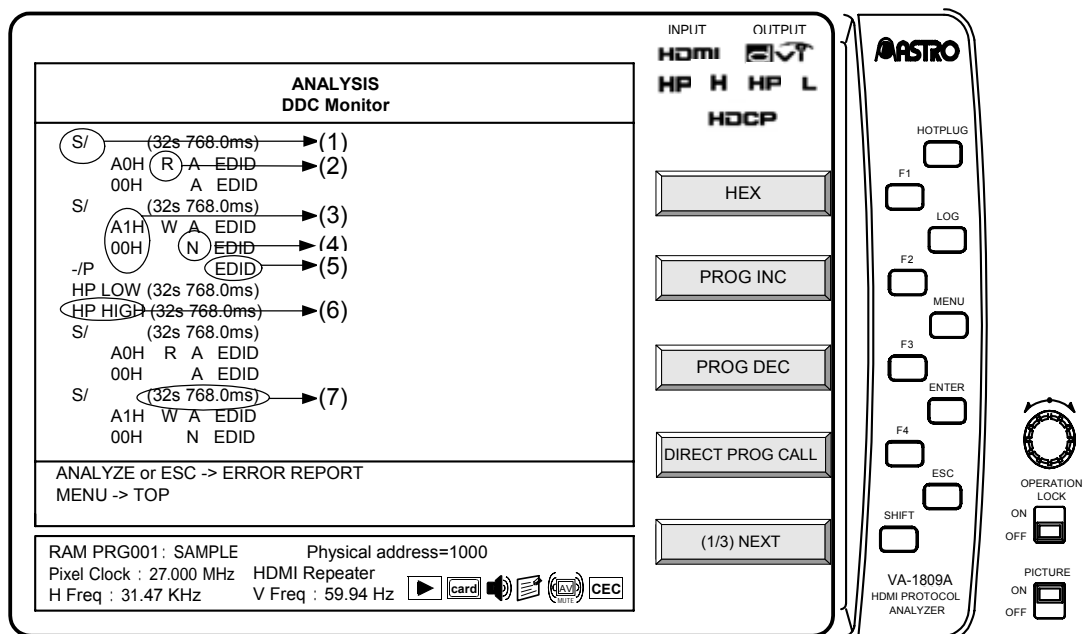 ANALYSIS
DDC Monitor
S/ (32s 768.0ms) (1)
A0H R A EDID (2)
00H A EDID
S/ (32s 768.0ms)
A1H W A EDID (3)
00H N EDID (4)
-/P EDID (5)
HP LOW (32s 768.0ms)
HP HIGH (32s 768.0ms) (6)
S/ (32s 768.0ms)
A0H R A EDID
00H A EDID
S/ (32s 768.0ms) (7)
A1H W A EDID
00H N EDID
ANALYZE or ESC -> ERROR REPORT
MENU -> TOP
RAM PRG001: SAMPLE Physical address=1000
Pixel Clock : 27.000 MHz HDMI Repeater
H Freq : 31.47 KHz V Freq : 59.94 Hz
card
AV
MUTE
CEC
INPUT OUTPUT
HDMI
HP H HP L
HDCP
HEX
PROG INC
PROG DEC
DIRECT PROG CALL
(1/3) NEXT
ASTRO
HOTPLUG
F1
LOG
F2
MENU
F3
ENTER
F4
ESC
SHIFT
VA-1809A
HDMI PROTOCOL
ANALYZER
OPERATION
LOCK
ON
OFF
PICTURE
ON
OFF